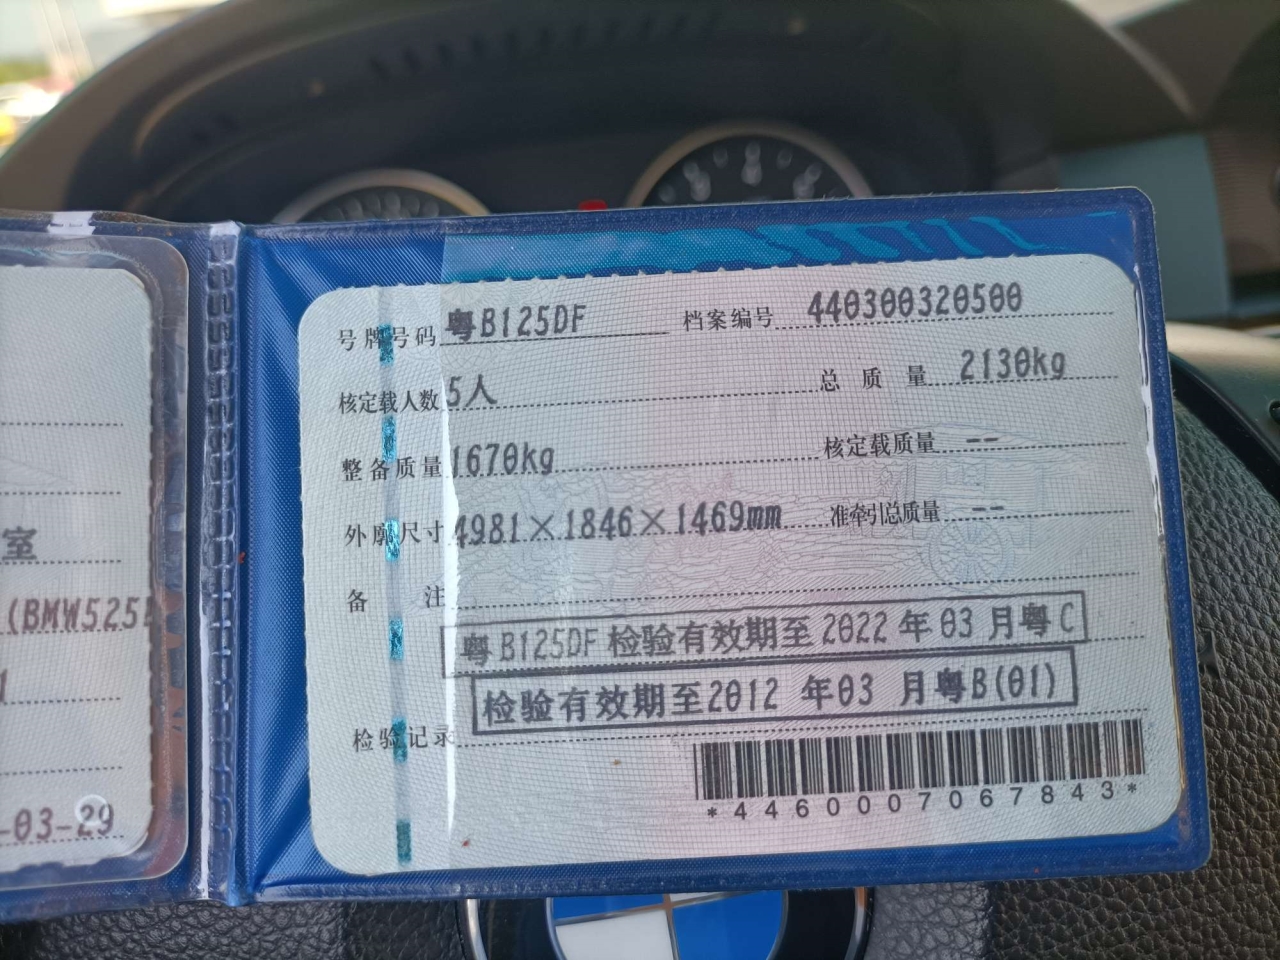 室
(BMW525
1
-03-29
号牌号码 粤B125DF 档案编号 440300320500
核定载人数 5人 总质量 2130kg
整备质量 1670kg 核定载质量 --
外廓尺寸 4981×1846×1469mm 准牵引总质量 --
备注
粤B125DF检验有效期至2022年03月粤C
检验有效期至2012 年03 月粤B(01)
检验记录
*4460007067843*